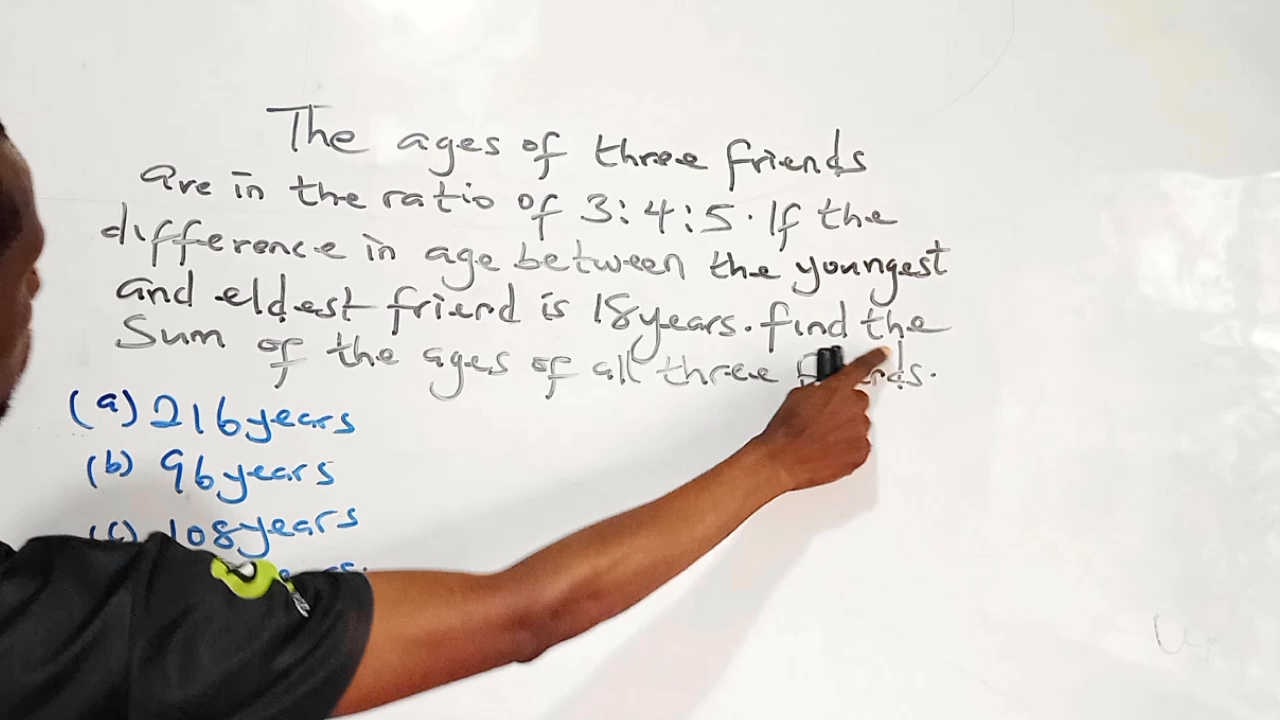 The ages of three friends
are in the ratio of 3:4:5. If the
difference in age between the youngest
and eldest friend is 18years. find the
Sum of the ages of all three
(a) 216years
(b) 96years
(c) 108years